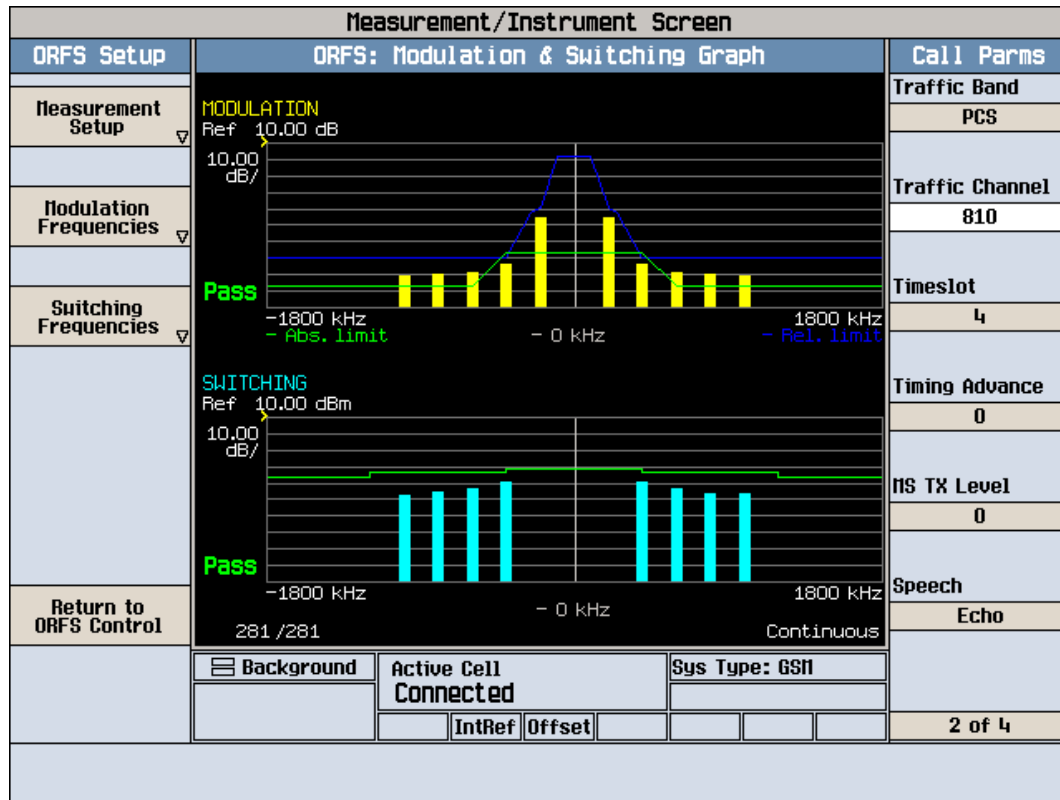 Measurement/Instrument Screen
ORFS Setup
ORFS: Modulation & Switching Graph
Call Parms
Measurement
Setup
Modulation
Frequencies
Switching
Frequencies
Return to
ORFS Control
MODULATION
Ref 10.00 dB
10.00
dB/
Pass
-1800 kHz
1800 kHz
- Abs. limit
- 0 kHz
- Rel. limit
SWITCHING
Ref 10.00 dBm
10.00
dB/
Pass
-1800 kHz
1800 kHz
- 0 kHz
281/281
Continuous
Traffic Band
PCS
Traffic Channel
810
Timeslot
4
Timing Advance
0
MS TX Level
0
Speech
Echo
2 of 4
Background
Active Cell
Connected
Sys Type: GSM
IntRef
Offset